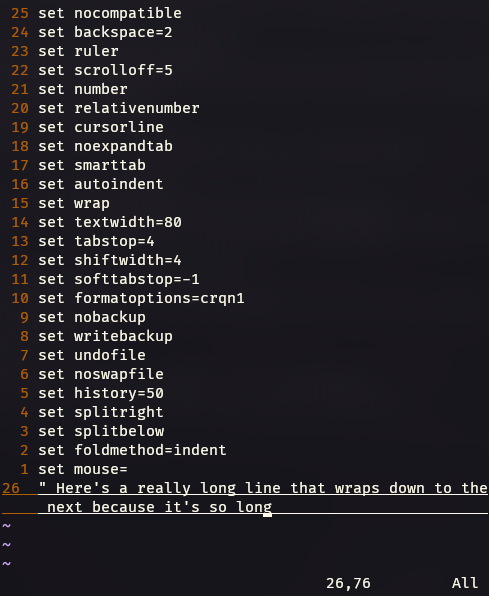 25 set nocompatible
24 set backspace=2
23 set ruler
22 set scrolloff=5
21 set number
20 set relativenumber
19 set cursorline
18 set noexpandtab
17 set smarttab
16 set autoindent
15 set wrap
14 set textwidth=80
13 set tabstop=4
12 set shiftwidth=4
11 set softtabstop=-1
10 set formatoptions=crqn1
9 set nobackup
8 set writebackup
7 set undofile
6 set noswapfile
5 set history=50
4 set splitright
3 set splitbelow
2 set foldmethod=indent
1 set mouse=
26 " Here's a really long line that wraps down to the
next because it's so long
~
~
~
26,76 All